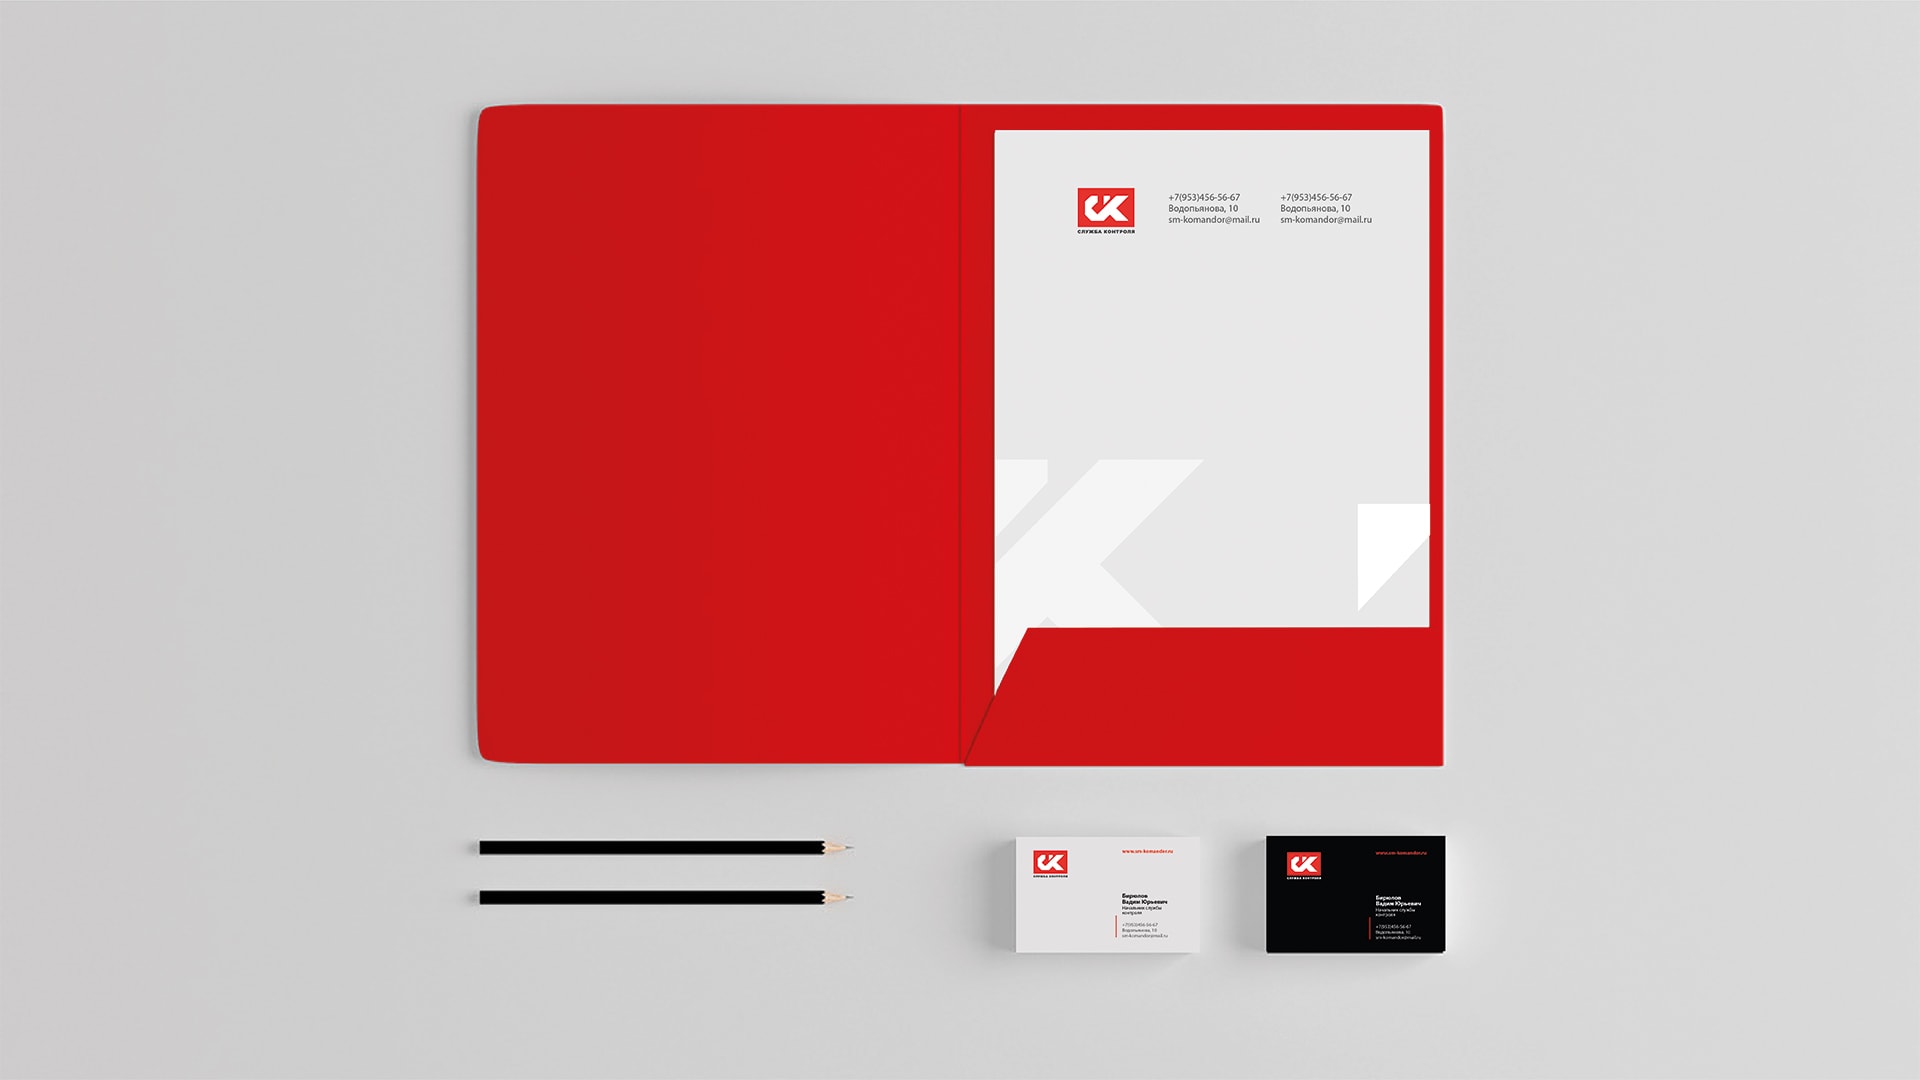 СК
СЛУЖБА КОНТРОЛЯ
+7(953)456-56-67
Водопьянова, 10
sm-komandor@mail.ru
+7(953)456-56-67
Водопьянова, 10
sm-komandor@mail.ru
СК
СЛУЖБА КОНТРОЛЯ
www.sm-komandor.ru
Бирюлов
Вадим Юрьевич
Начальник службы
контроля
+7(953)456-56-67
Водопьянова, 10
sm-komandor@mail.ru
СК
СЛУЖБА КОНТРОЛЯ
www.sm-komandor.ru
Бирюлов
Вадим Юрьевич
Начальник службы
контроля
+7(953)456-56-67
Водопьянова, 10
sm-komandor@mail.ru